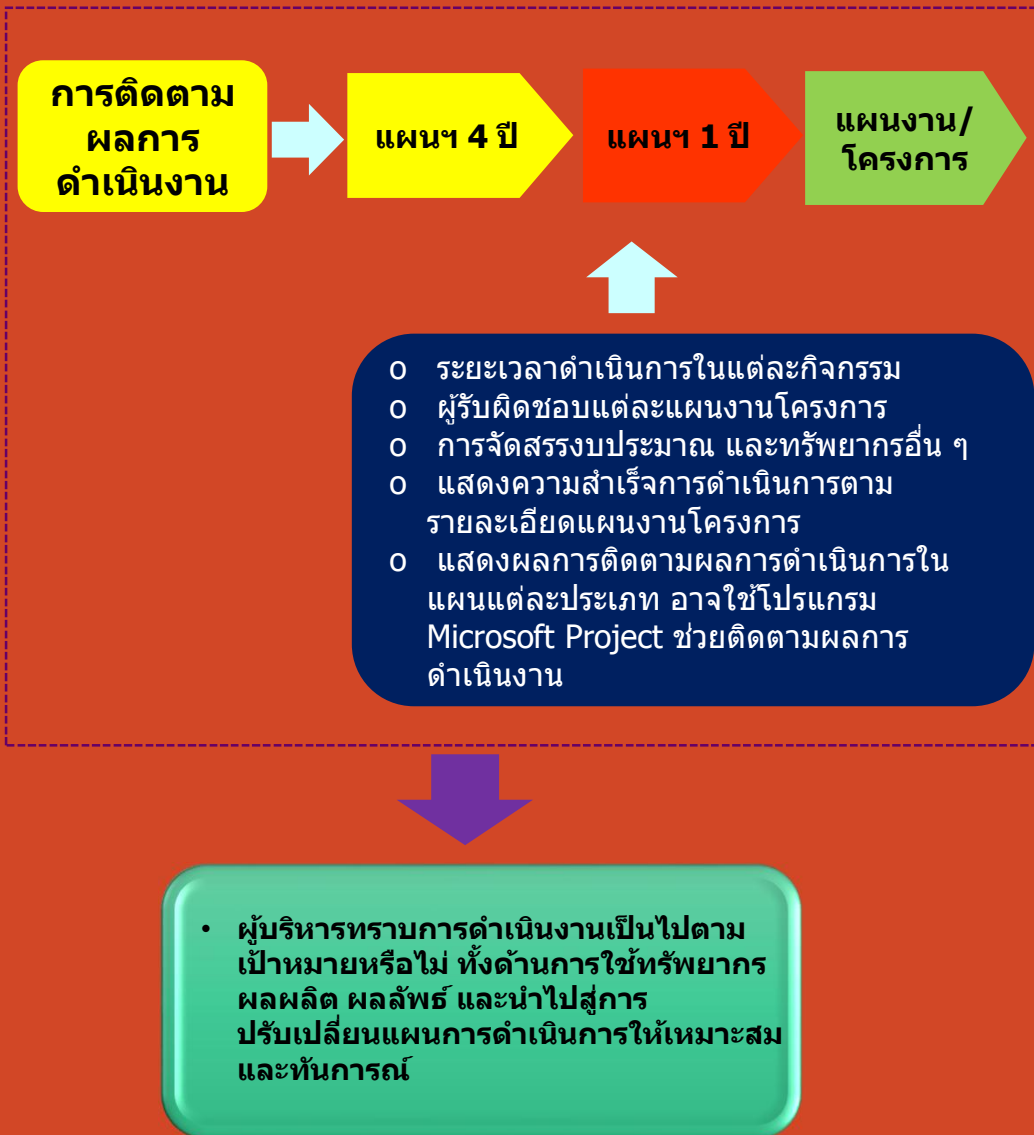 การติดตาม
ผลการ
ดำเนินงาน
แผนฯ 4 ปี
แผนฯ 1 ปี
แผนงาน/
โครงการ
o ระยะเวลาดำเนินการในแต่ละกิจกรรม
o ผู้รับผิดชอบแต่ละแผนงานโครงการ
o การจัดสรรงบประมาณ และทรัพยากรอื่น ๆ
o แสดงความสำเร็จการดำเนินการตาม
รายละเอียดแผนงานโครงการ
o แสดงผลการติดตามผลการดำเนินการใน
แผนแต่ละประเภท อาจใช้โปรแกรม
Microsoft Project ช่วยติดตามผลการ
ดำเนินงาน
• ผู้บริหารทราบการดำเนินงานเป็นไปตาม
เป้าหมายหรือไม่ ทั้งด้านการใช้ทรัพยากร
ผลผลิต ผลลัพธ์ และนำไปสู่การ
ปรับเปลี่ยนแผนการดำเนินการให้เหมาะสม
และทันการณ์